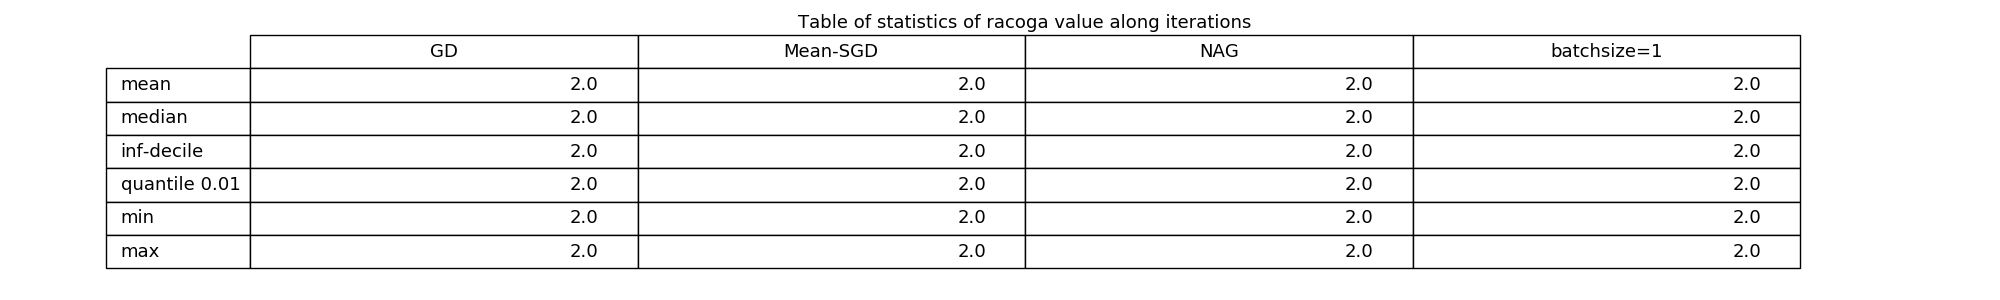 Table of statistics of racoga value along iterations
GD Mean-SGD NAG batchsize=1
mean 2.0 2.0 2.0 2.0
median 2.0 2.0 2.0 2.0
inf-decile 2.0 2.0 2.0 2.0
quantile 0.01 2.0 2.0 2.0 2.0
min 2.0 2.0 2.0 2.0
max 2.0 2.0 2.0 2.0